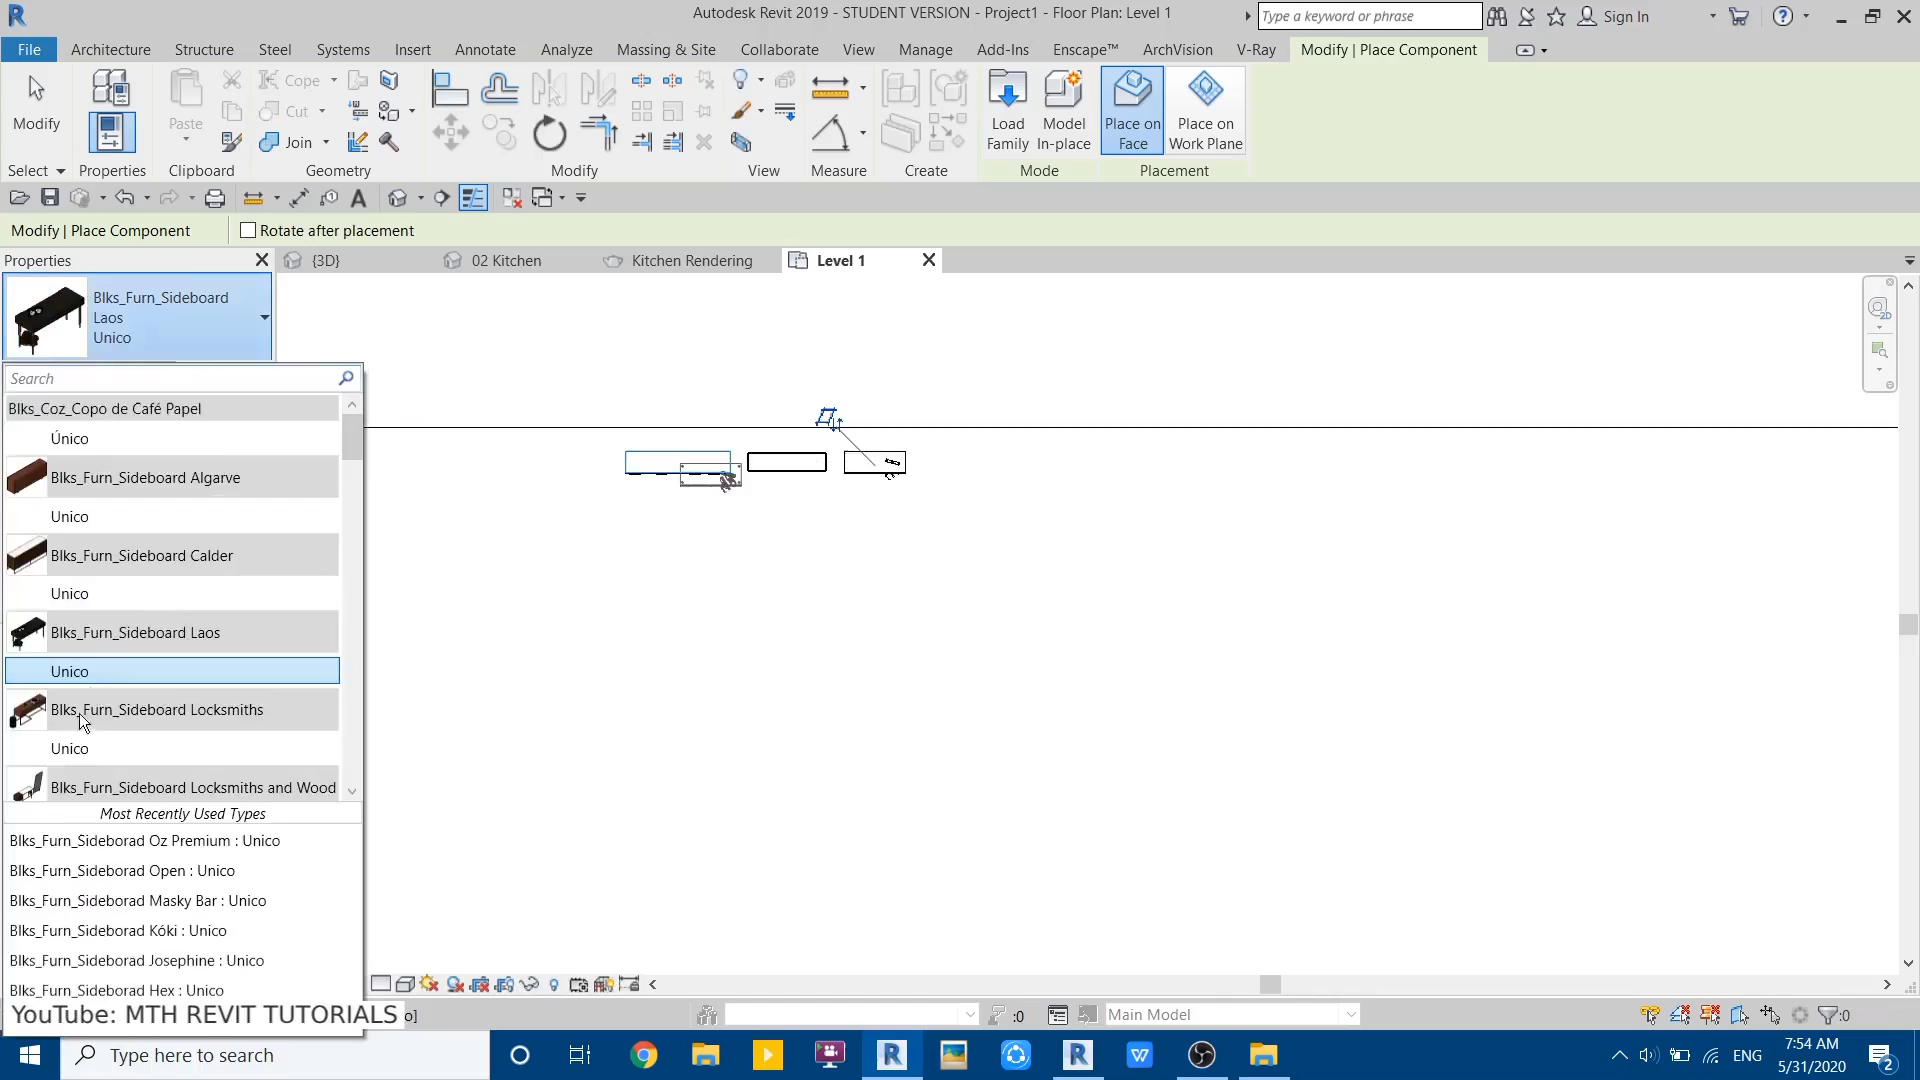 Autodesk Revit 2019 - STUDENT VERSION - Project1 - Floor Plan: Level 1
Type a keyword or phrase
Sign In
File Architecture Structure Steel Systems Insert Annotate Analyze Massing & Site Collaborate View Manage Add-Ins Enscape™ ArchVision V-Ray Modify | Place Component
Modify
Paste
Cope
Cut
Join
Load Family
Model In-place
Place on Face
Place on Work Plane
Select Properties Clipboard Geometry Modify View Measure Create Mode Placement
Modify | Place Component Rotate after placement
Properties {3D} 02 Kitchen Kitchen Rendering Level 1
Blks_Furn_Sideboard
Laos
Unico
Search
Blks_Coz_Copo de Café Papel
Único
Blks_Furn_Sideboard Algarve
Unico
Blks_Furn_Sideboard Calder
Unico
Blks_Furn_Sideboard Laos
Unico
Blks_Furn_Sideboard Locksmiths
Unico
Blks_Furn_Sideboard Locksmiths and Wood
Most Recently Used Types
Blks_Furn_Sideborad Oz Premium : Unico
Blks_Furn_Sideborad Open : Unico
Blks_Furn_Sideborad Masky Bar : Unico
Blks_Furn_Sideborad Kóki : Unico
Blks_Furn_Sideborad Josephine : Unico
Blks_Furn_Sideborad Hex : Unico
YouTube: MTH REVIT TUTORIALS o]
:0
Main Model
:0
Type here to search
ENG
7:54 AM
5/31/2020
2